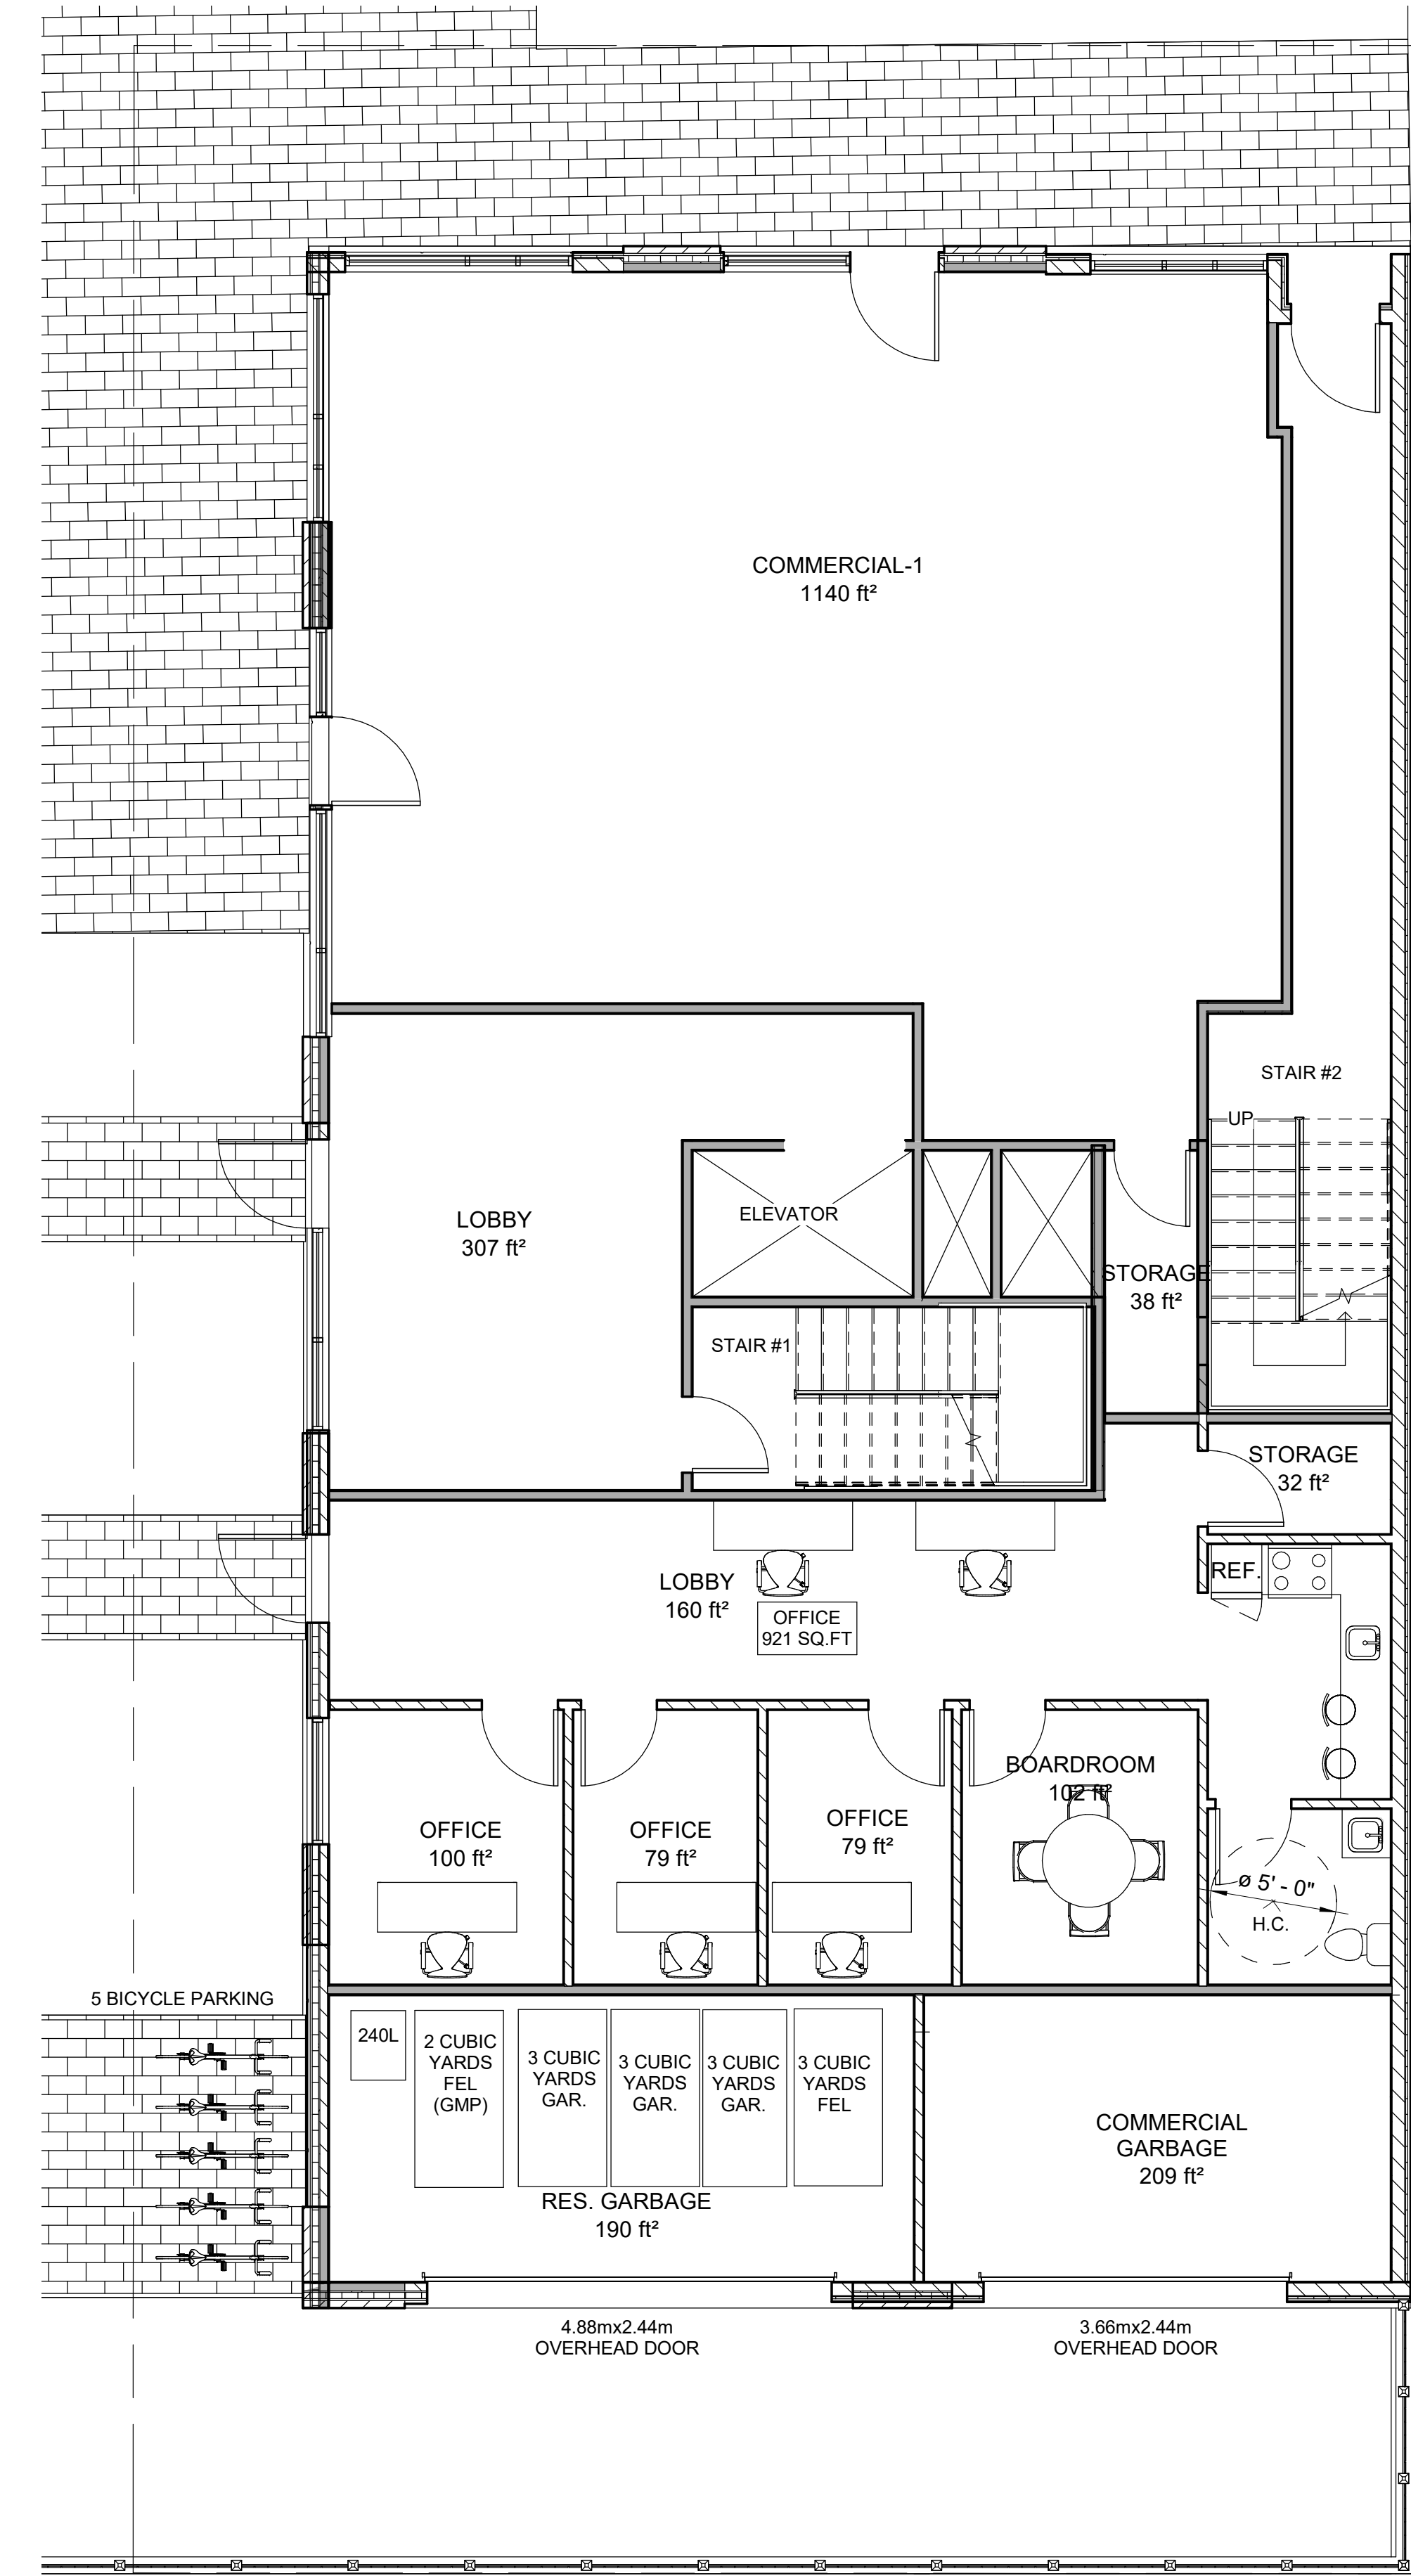 COMMERCIAL-1
1140 ft²
STAIR #2
UP
LOBBY
307 ft²
ELEVATOR
STORAGE
38 ft²
STAIR #1
STORAGE
32 ft²
REF.
LOBBY
160 ft²
OFFICE
921 SQ.FT
BOARDROOM
102 ft²
OFFICE
100 ft²
OFFICE
79 ft²
OFFICE
79 ft²
ø 5' - 0"
H.C.
5 BICYCLE PARKING
240L
2 CUBIC
YARDS
FEL
(GMP)
3 CUBIC
YARDS
GAR.
3 CUBIC
YARDS
GAR.
3 CUBIC
YARDS
GAR.
3 CUBIC
YARDS
FEL
RES. GARBAGE
190 ft²
COMMERCIAL
GARBAGE
209 ft²
4.88mx2.44m
OVERHEAD DOOR
3.66mx2.44m
OVERHEAD DOOR